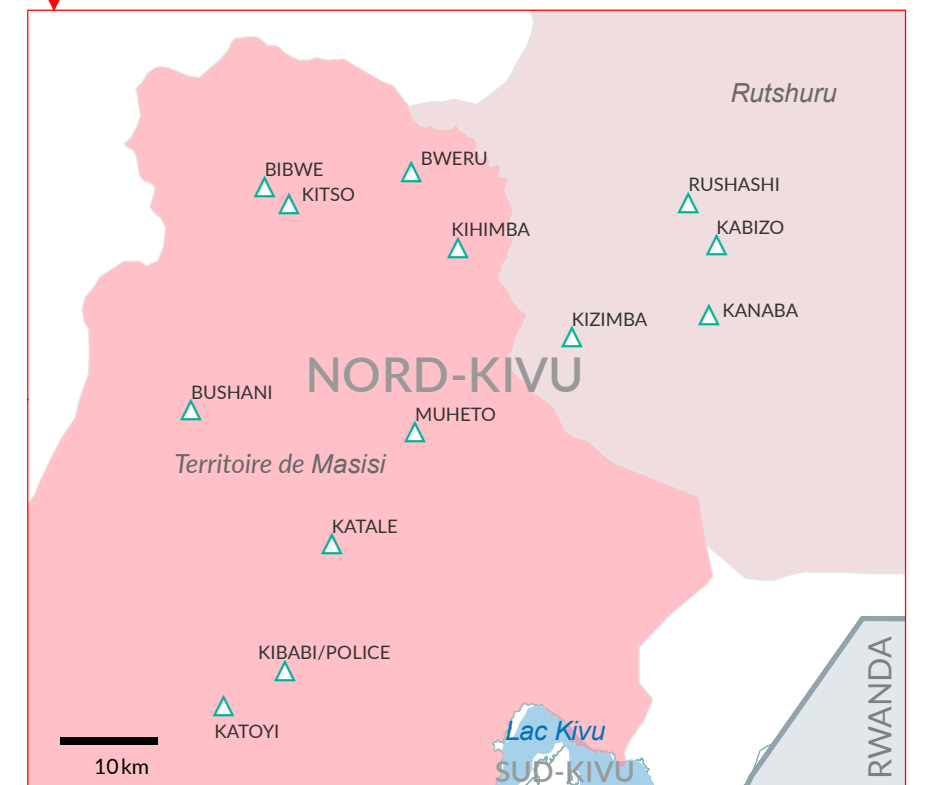 Rutshuru
BWERU
BIBWE
KITSO
RUSHASHI
KABIZO
KIHIMBA
KANABA
KIZIMBA
NORD-KIVU
BUSHANI
MUHETO
Territoire de Masisi
KATALE
KIBABI/POLICE
KATOYI
Lac Kivu
RWANDA
10 km
SUD-KIVU